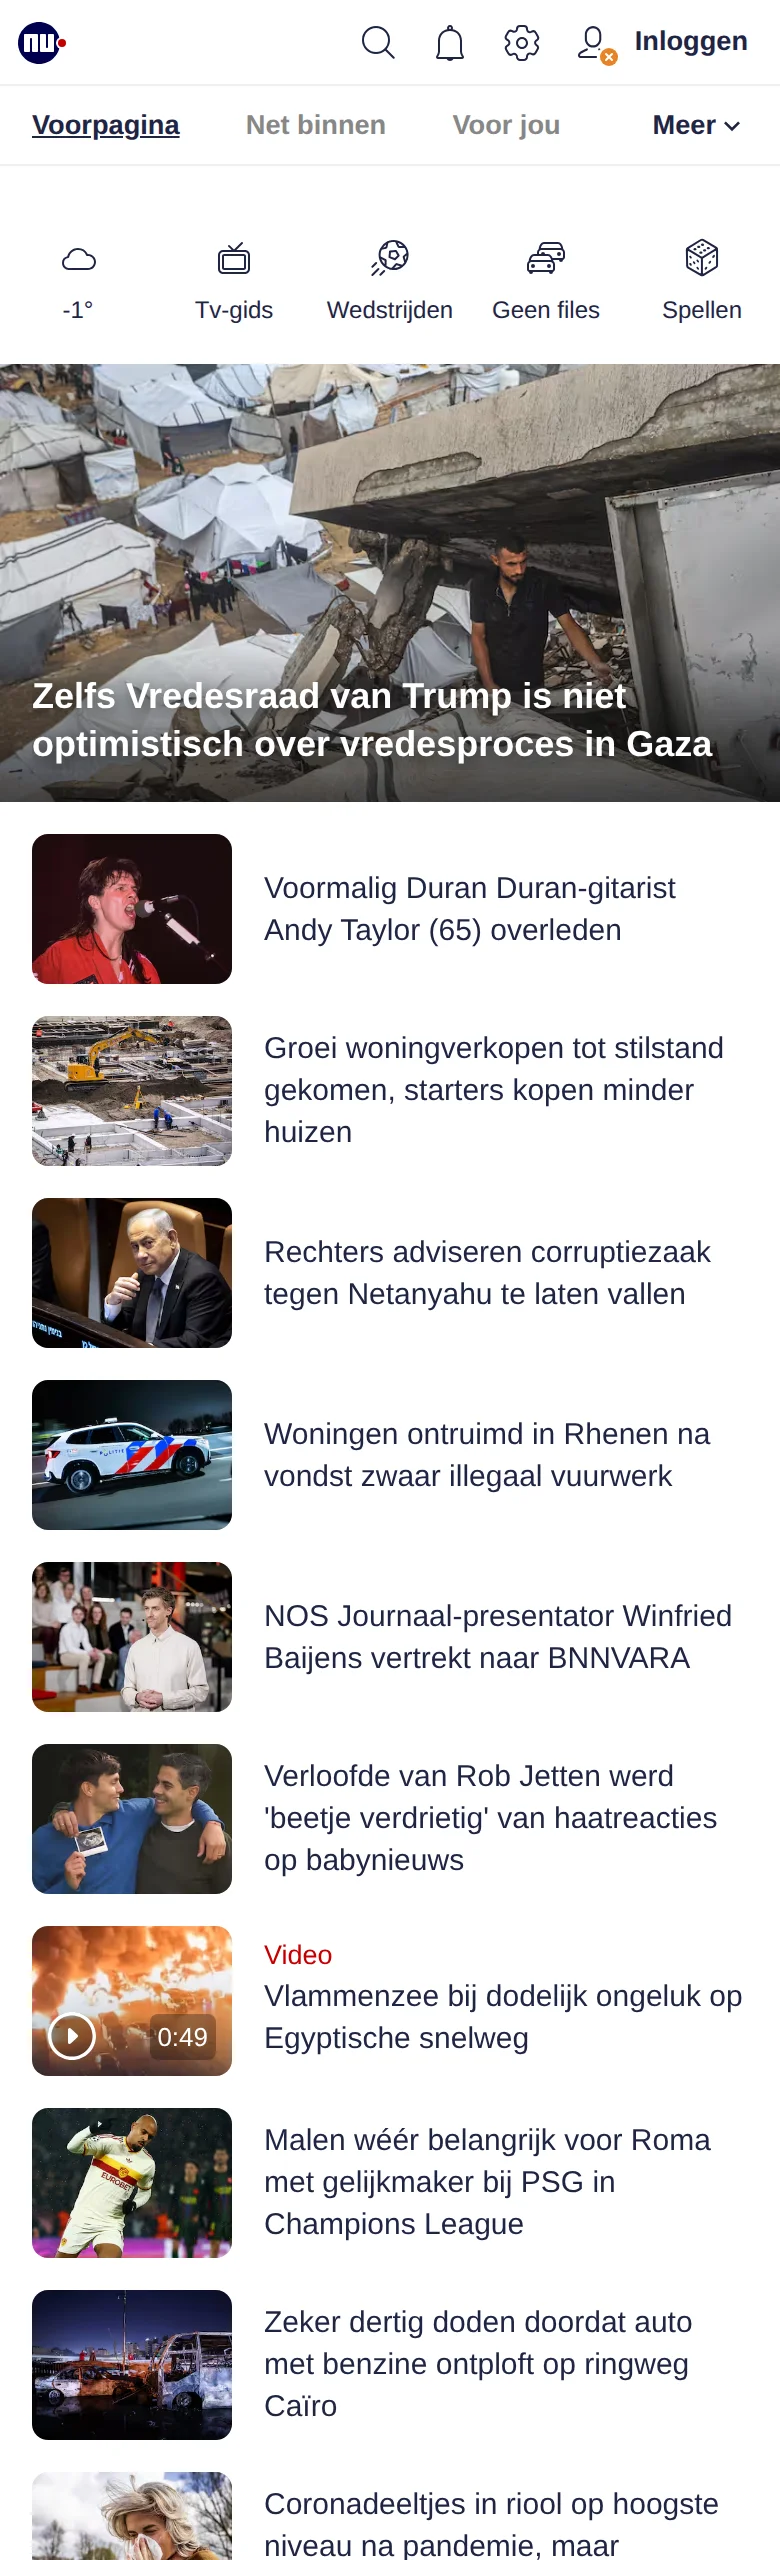 nu
Inloggen
Voorpagina
Net binnen
Voor jou
Meer
-1°
Tv-gids
Wedstrijden
Geen files
Spellen
Zelfs Vredesraad van Trump is niet
optimistisch over vredesproces in Gaza
Voormalig Duran Duran-gitarist
Andy Taylor (65) overleden
Groei woningverkopen tot stilstand
gekomen, starters kopen minder
huizen
Rechters adviseren corruptiezaak
tegen Netanyahu te laten vallen
Woningen ontruimd in Rhenen na
vondst zwaar illegaal vuurwerk
POLITIE
NOS Journaal-presentator Winfried
Baijens vertrekt naar BNNVARA
Verloofde van Rob Jetten werd
'beetje verdrietig' van haatreacties
op babynieuws
Video
Vlammenzee bij dodelijk ongeluk op
Egyptische snelweg
0:49
Malen wéér belangrijk voor Roma
met gelijkmaker bij PSG in
Champions League
EUROBET
Zeker dertig doden doordat auto
met benzine ontploft op ringweg
Caïro
Coronadeeltjes in riool op hoogste
niveau na pandemie, maar